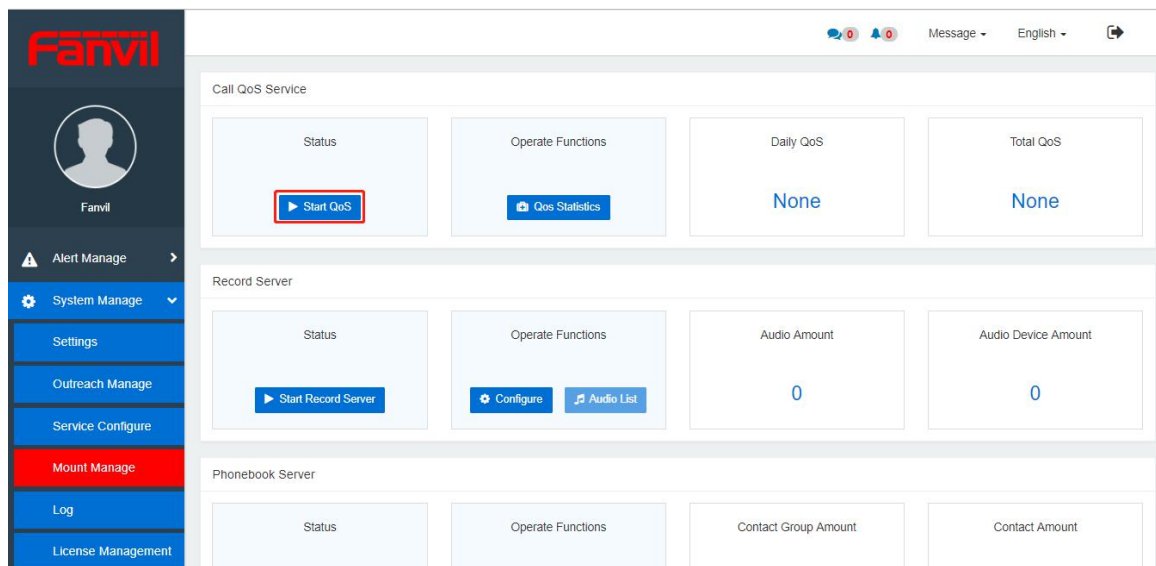 Fanvil
0 0 Message English
Fanvil
Alert Manage
System Manage
Settings
Outreach Manage
Service Configure
Mount Manage
Log
License Management
Call QoS Service
Status
Start QoS
Operate Functions
Qos Statistics
Daily QoS
None
Total QoS
None
Record Server
Status
Start Record Server
Operate Functions
Configure Audio List
Audio Amount
0
Audio Device Amount
0
Phonebook Server
Status
Operate Functions
Contact Group Amount
Contact Amount